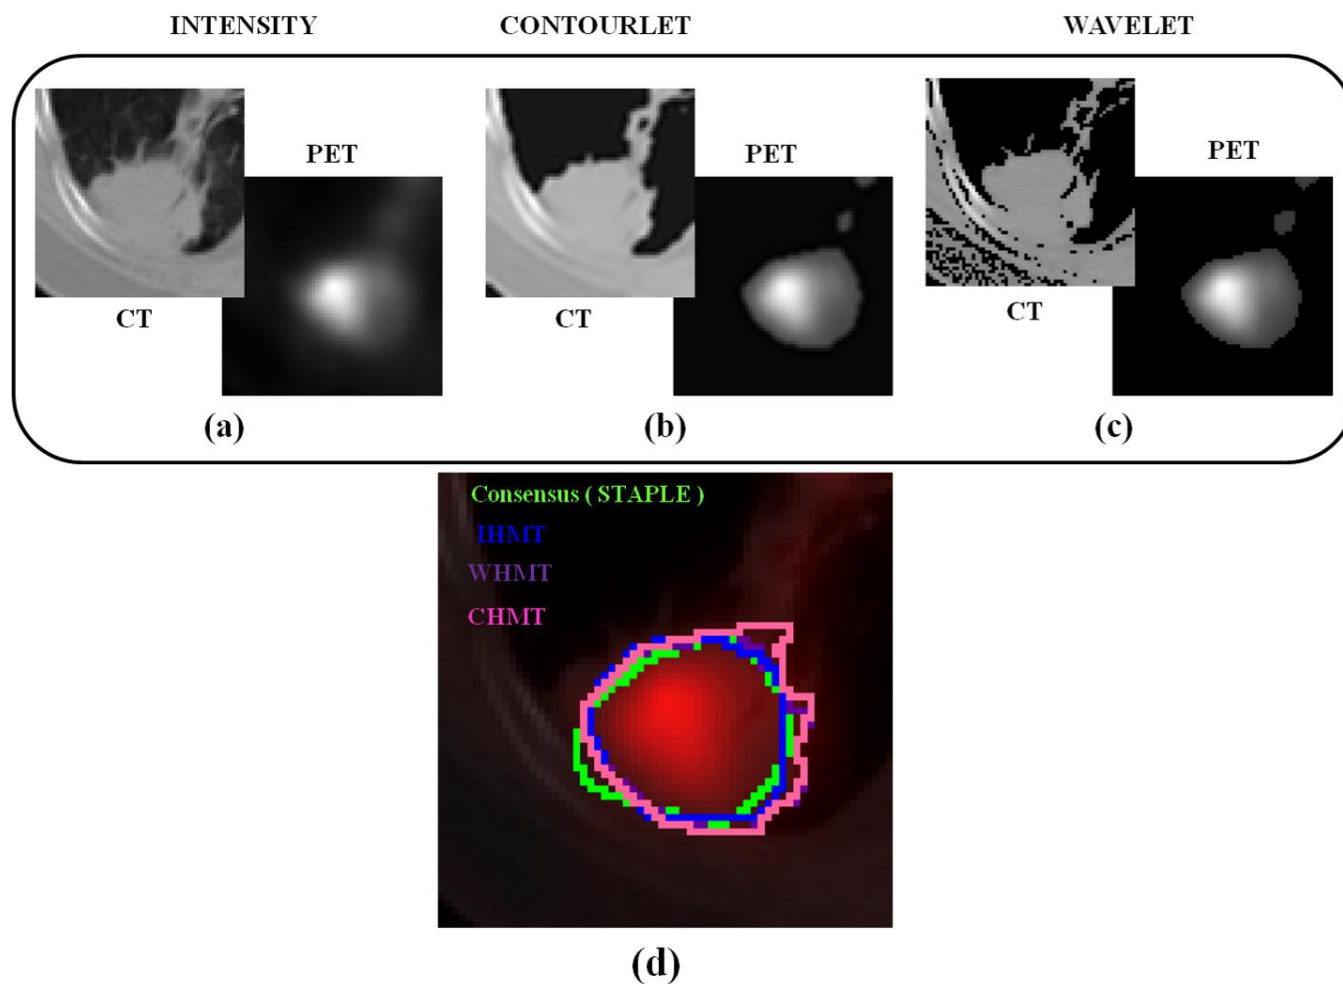 INTENSITY
CONTOURLET
WAVELET
PET
CT
(a)
PET
CT
(b)
PET
CT
(c)
Consensus ( STAPLE )
IHMT
WHMT
CHMT
(d)